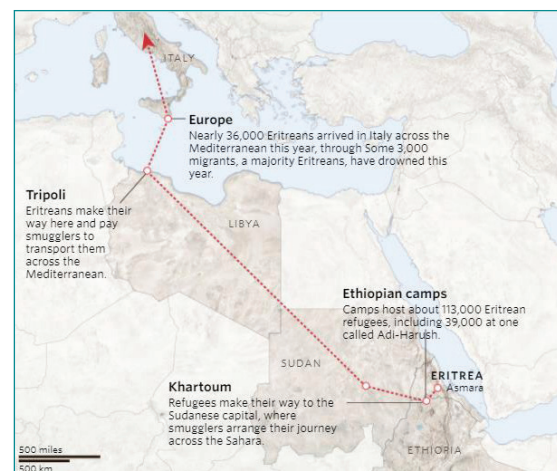 ITALY
Europe
Nearly 36,000 Eritreans arrived in Italy across the
Mediterranean this year, through Some 3,000
migrants, a majority Eritreans, have drowned this
year.
Tripoli
Eritreans make their
way here and pay
smugglers to
transport them
across the
Mediterranean.
LIBYA
Ethiopian camps
Camps host about 113,000 Eritrean
refugees, including 39,000 at one
called Adi-Harush.
SUDAN
ERITREA
Asmara
Khartoum
Refugees make their way to the
Sudanese capital, where
smugglers arrange their journey
across the Sahara.
ETHIOPIA
500 miles
500 km